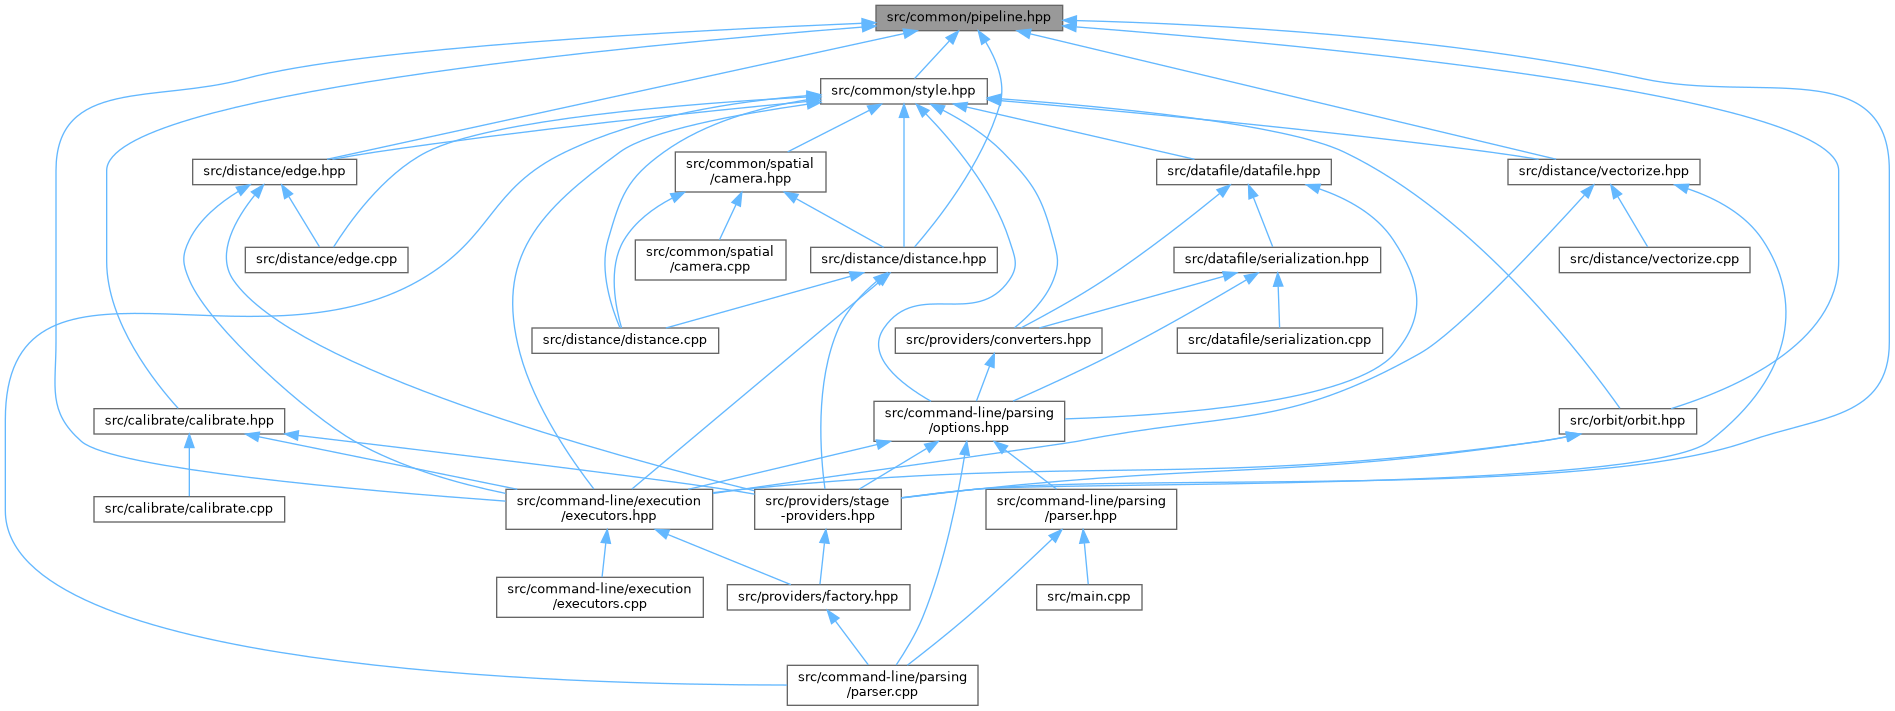 src/common/pipeline.hpp
src/common/style.hpp
src/distance/edge.hpp
src/common/spatial
/camera.hpp
src/datafile/datafile.hpp
src/distance/vectorize.hpp
src/distance/edge.cpp
src/common/spatial
/camera.cpp
src/distance/distance.hpp
src/datafile/serialization.hpp
src/distance/vectorize.cpp
src/distance/distance.cpp
src/providers/converters.hpp
src/datafile/serialization.cpp
src/calibrate/calibrate.hpp
src/command-line/parsing
/options.hpp
src/orbit/orbit.hpp
src/calibrate/calibrate.cpp
src/command-line/execution
/executors.hpp
src/providers/stage
-providers.hpp
src/command-line/parsing
/parser.hpp
src/command-line/execution
/executors.cpp
src/providers/factory.hpp
src/main.cpp
src/command-line/parsing
/parser.cpp